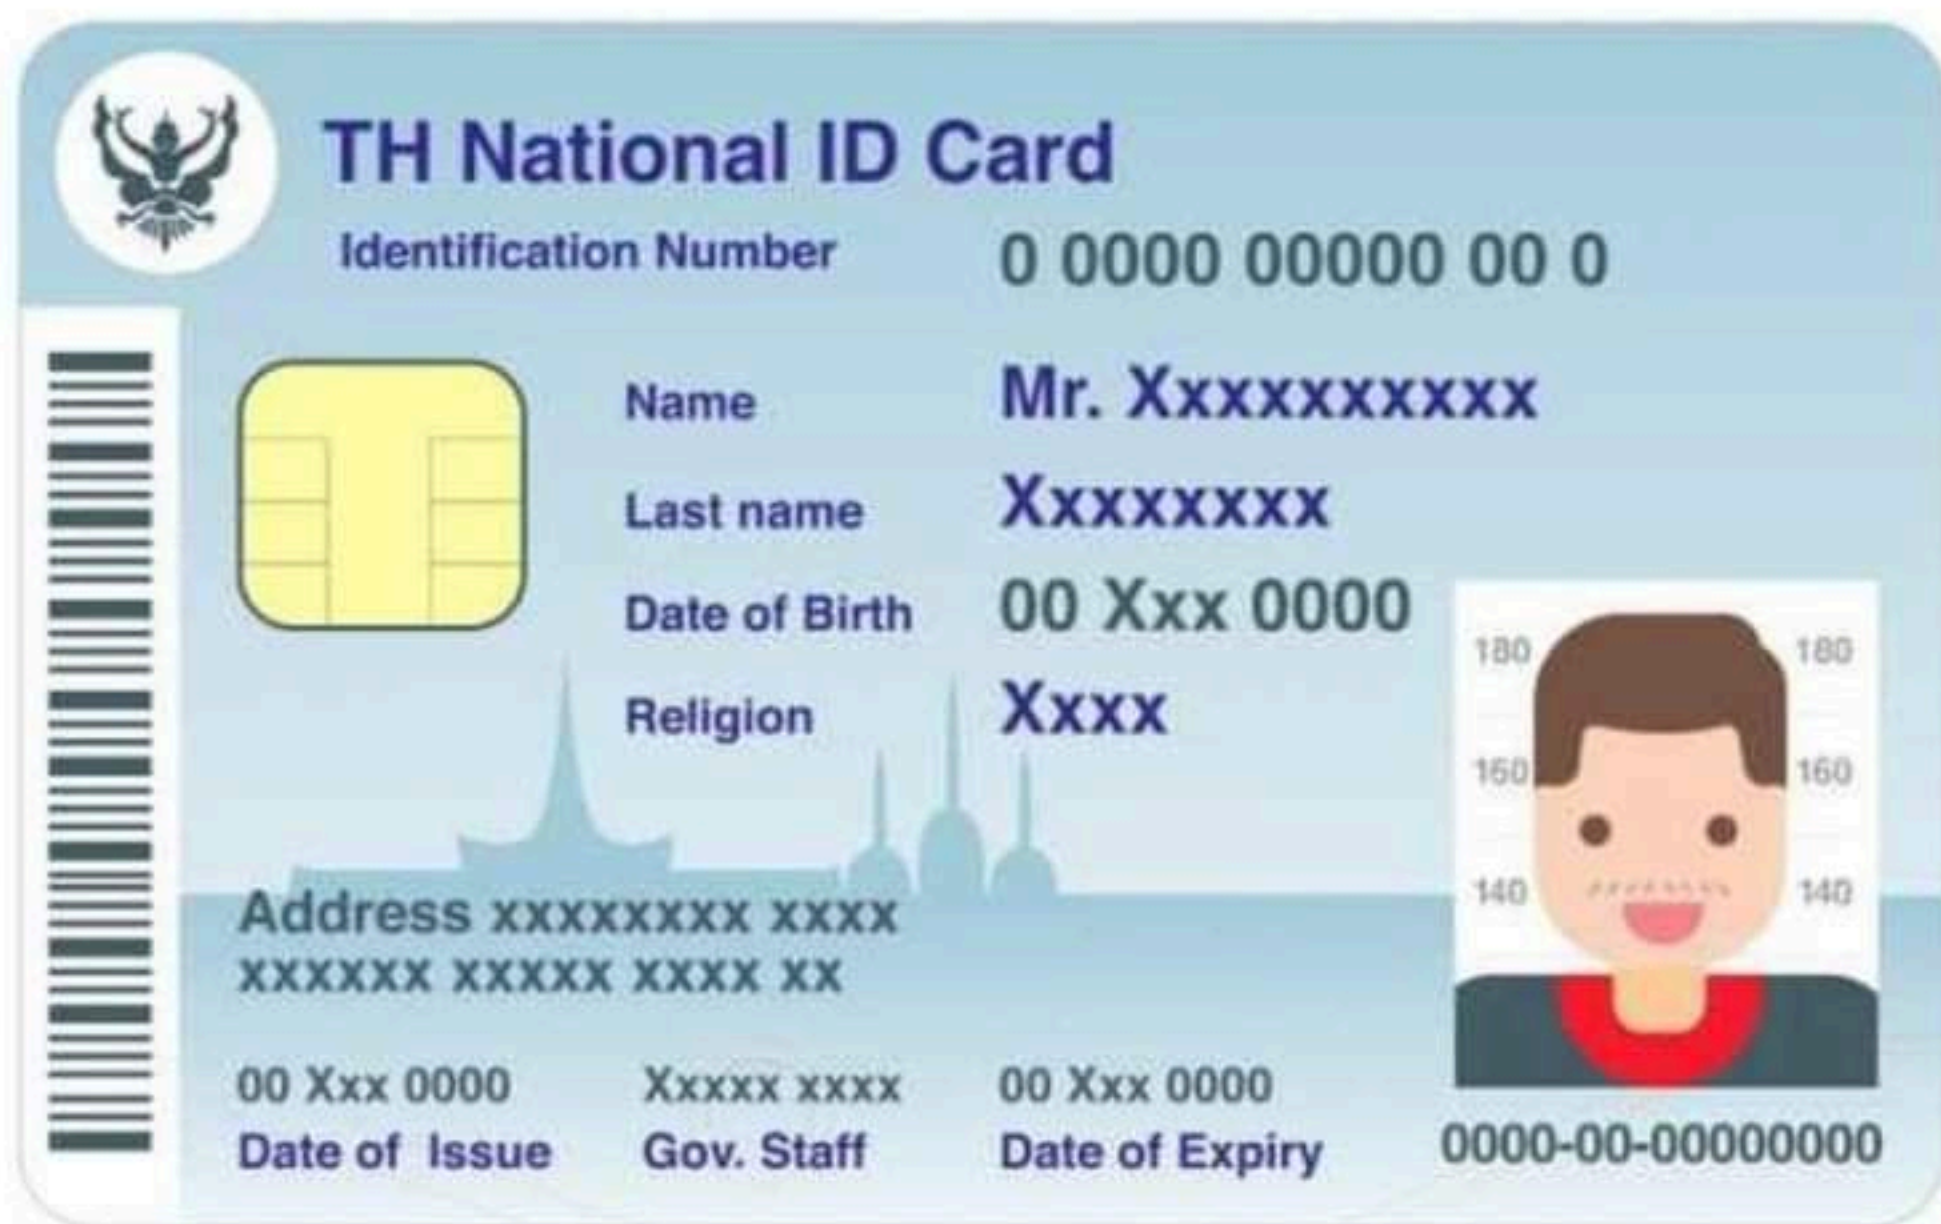 TH National ID Card
Identification Number 0 0000 00000 00 0
Name Mr. Xxxxxxxxxxx
Last name Xxxxxxxxx
Date of Birth 00 Xxx 0000
Religion Xxxx
180 180
160 160
140 140
Address xxxxxxxx xxxx
xxxxxx xxxxx xxxx xx
00 Xxx 0000 Xxxxx xxxx 00 Xxx 0000
Date of Issue Gov. Staff Date of Expiry
0000-00-00000000